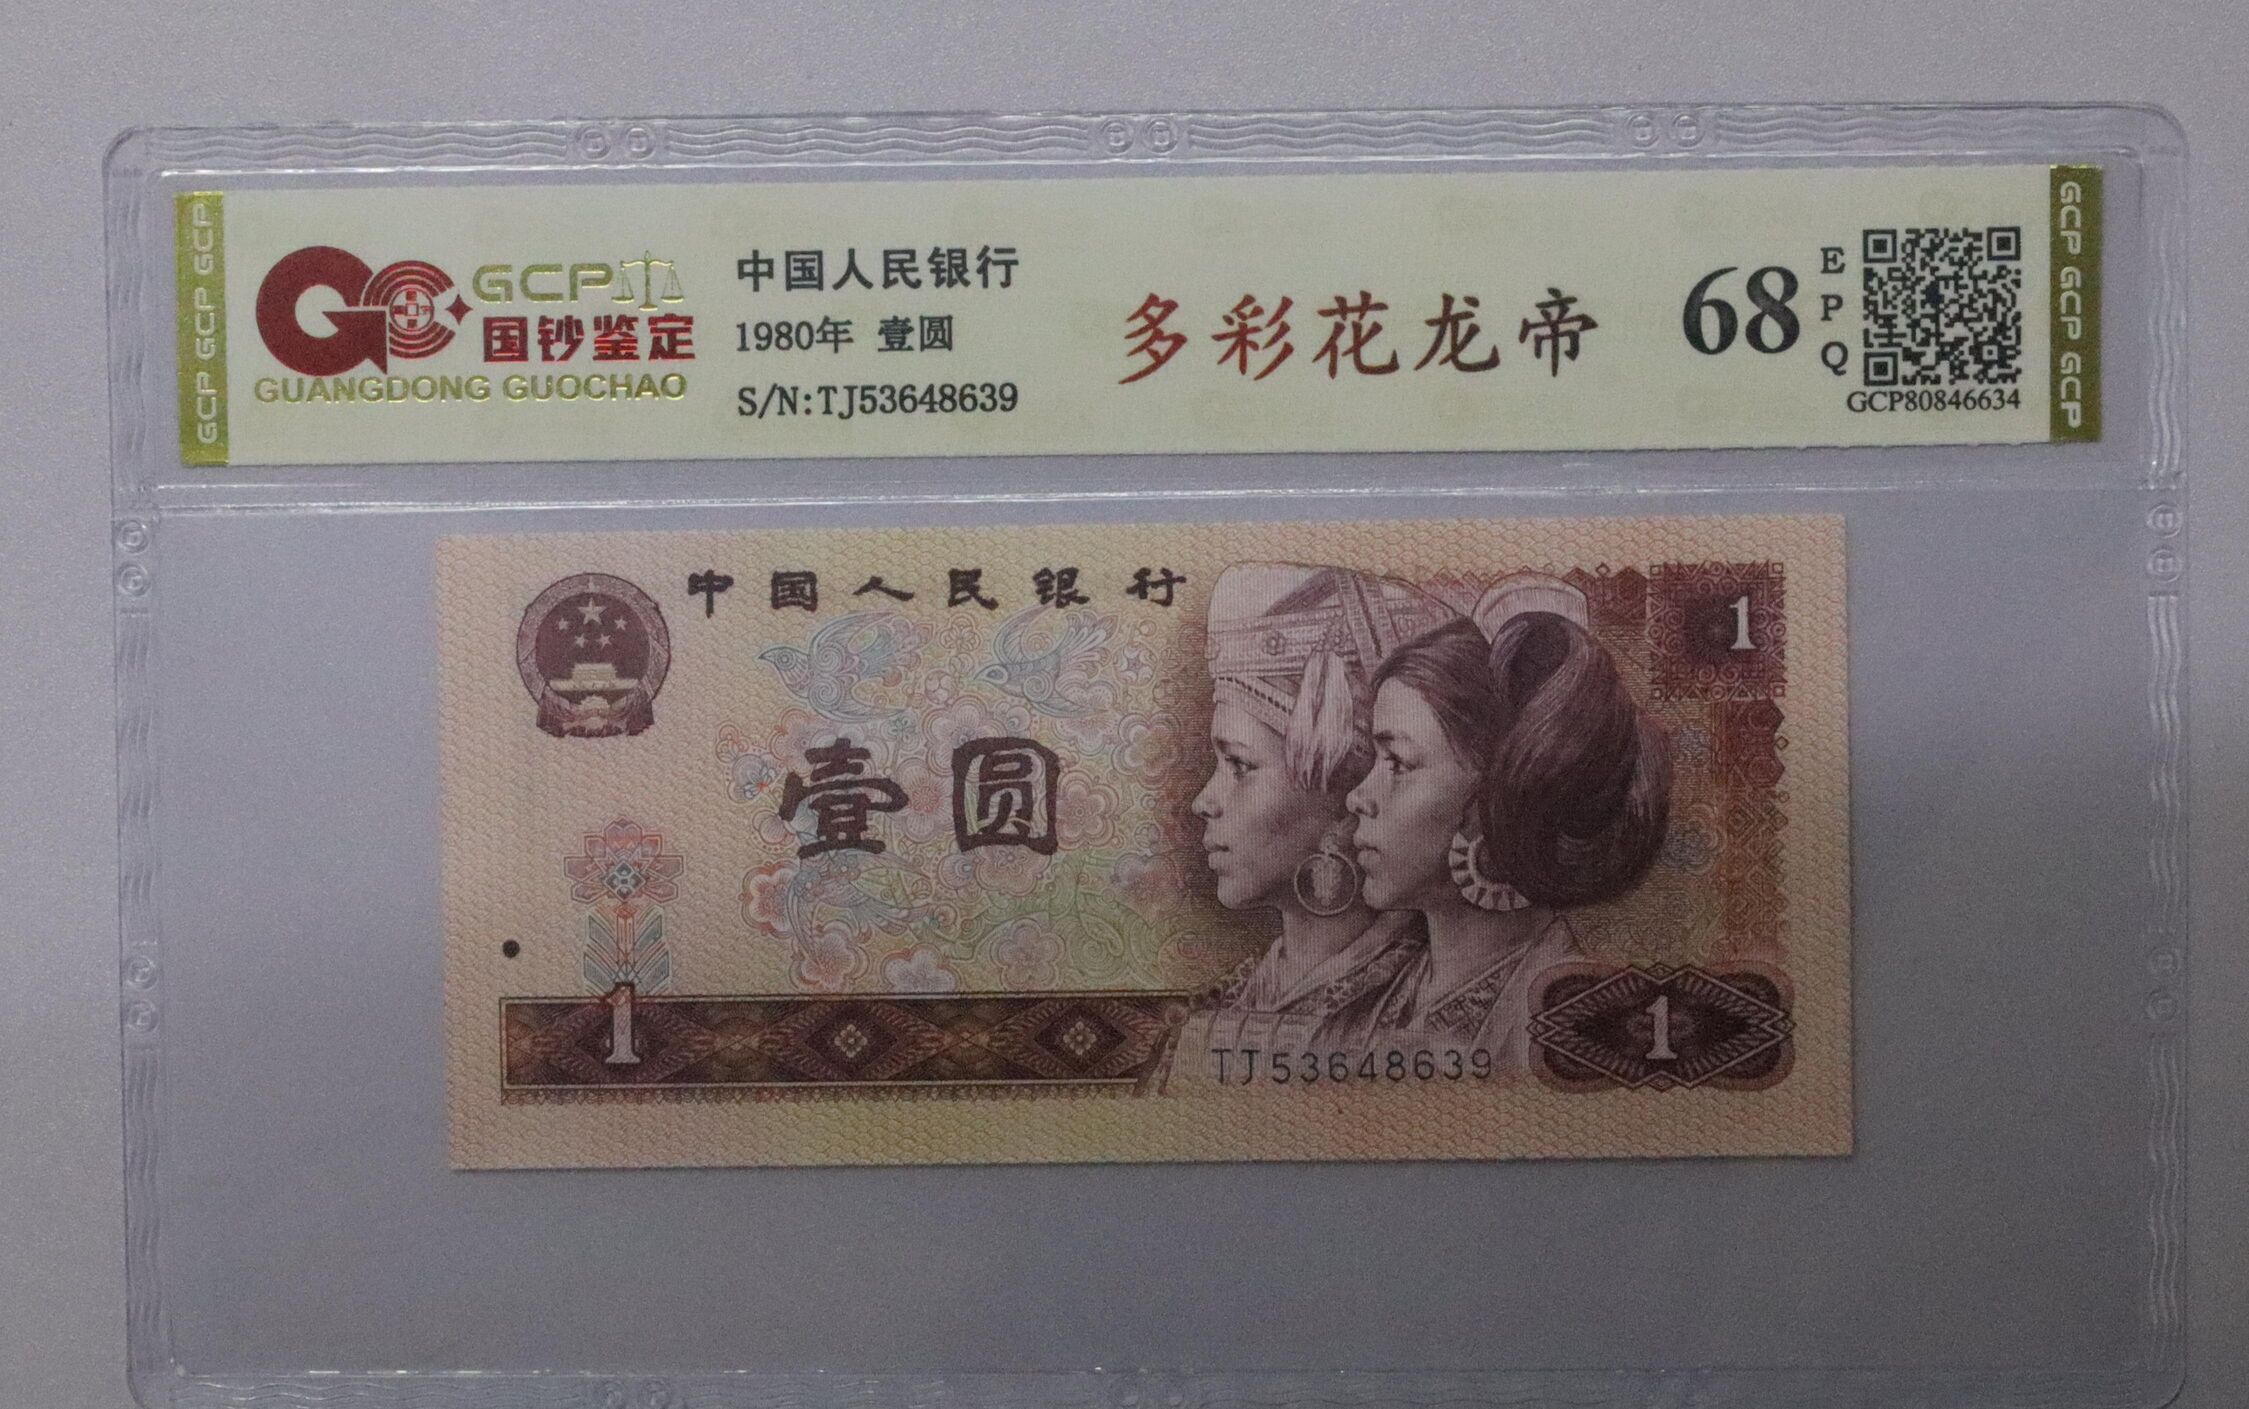 GCP GCP GCP
GCP
国钞鉴定
GUANGDONG GUOCHAO
中国人民银行
1980年 壹圆
S/N:TJ53648639
多彩花龙帝
68
EPQ
GCP80846634
GCP GCP GCP
中国人民银行
1
壹圆
1
TJ53648639
1